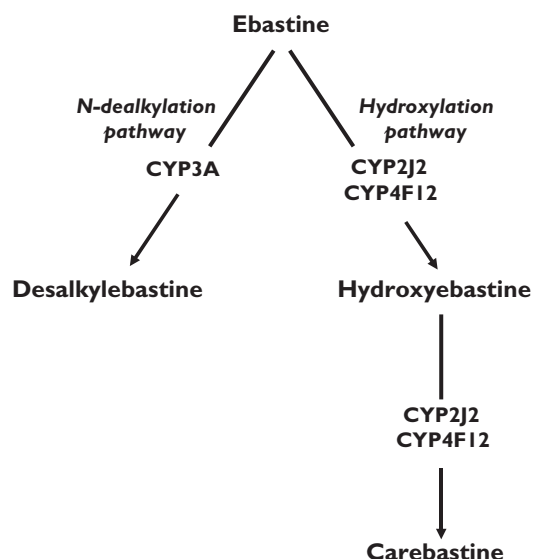 Ebastine
N-dealkylation
pathway
CYP3A
Hydroxylation
pathway
CYP2J2
CYP4F12
Desalkylebastine
Hydroxyebastine
CYP2J2
CYP4F12
Carebastine